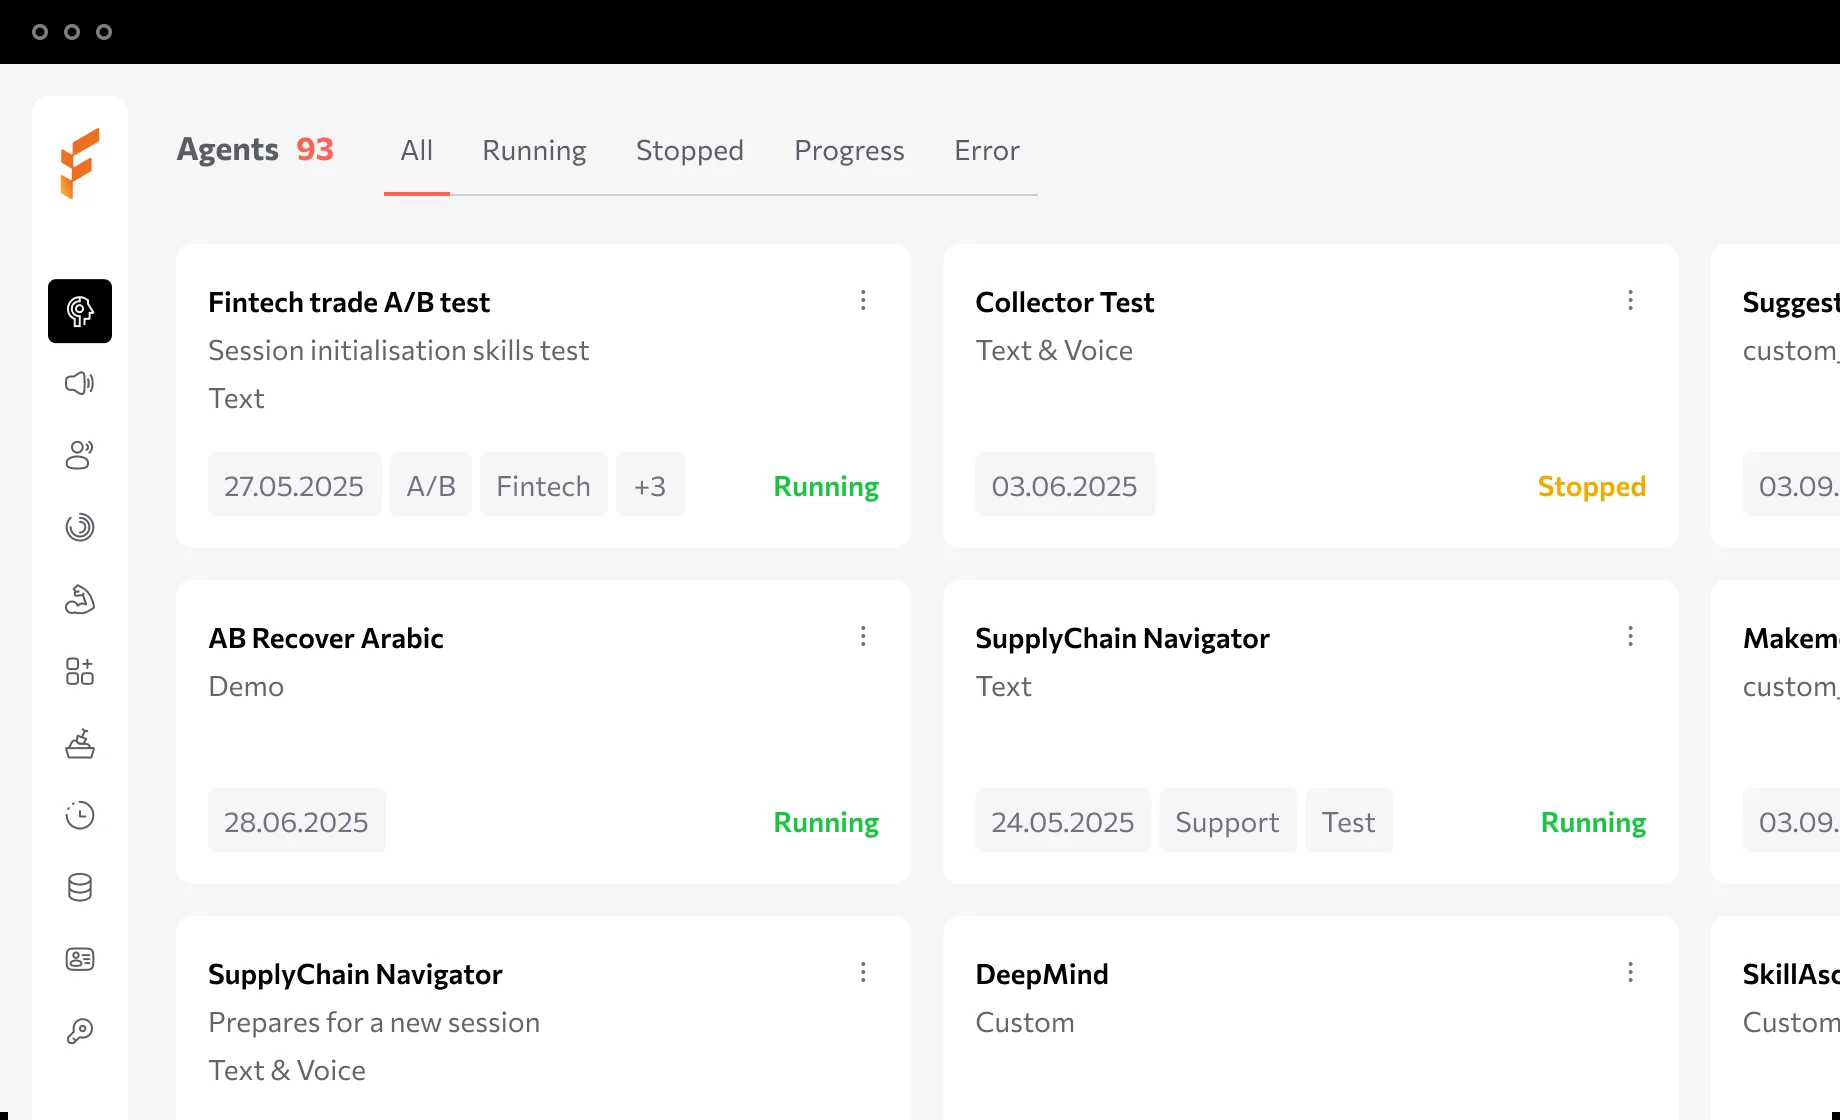 Agents 93 All Running Stopped Progress Error
Fintech trade A/B test
Session initialisation skills test
Text
27.05.2025 A/B Fintech +3 Running
Collector Test
Text & Voice
03.06.2025 Stopped
Suggest
custom_
03.09.
AB Recover Arabic
Demo
28.06.2025 Running
SupplyChain Navigator
Text
24.05.2025 Support Test Running
Makem
custom_
03.09.
SupplyChain Navigator
Prepares for a new session
Text & Voice
DeepMind
Custom
SkillAsc
Custom